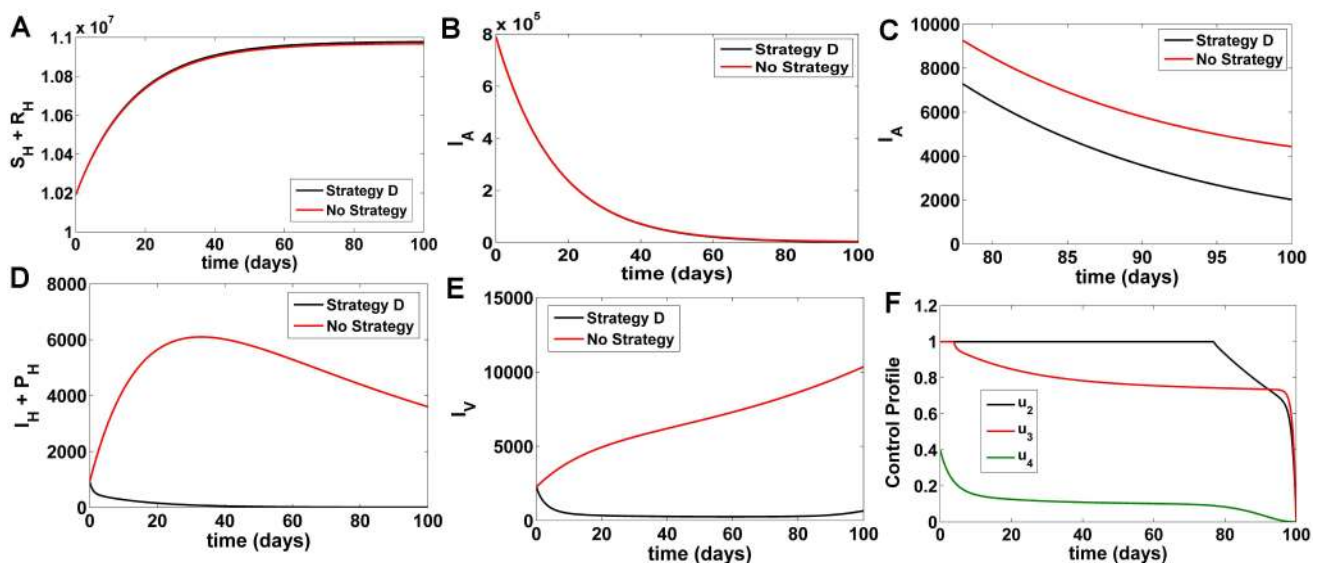 A
x 10^7
1.1
1.08
1.06
1.04
1.02
1
S_H + R_H
Strategy D
No Strategy
0 20 40 60 80 100
time (days)
B
x 10^5
8
6
4
2
0
I_A
Strategy D
No Strategy
0 20 40 60 80 100
time (days)
C
10000
8000
6000
4000
2000
0
I_A
Strategy D
No Strategy
80 85 90 95 100
time (days)
D
8000
6000
4000
2000
0
I_H + P_H
Strategy D
No Strategy
0 20 40 60 80 100
time (days)
E
15000
10000
5000
0
I_V
Strategy D
No Strategy
0 20 40 60 80 100
time (days)
F
1.2
1
0.8
0.6
0.4
0.2
0
Control Profile
u_2
u_3
u_4
0 20 40 60 80 100
time (days)